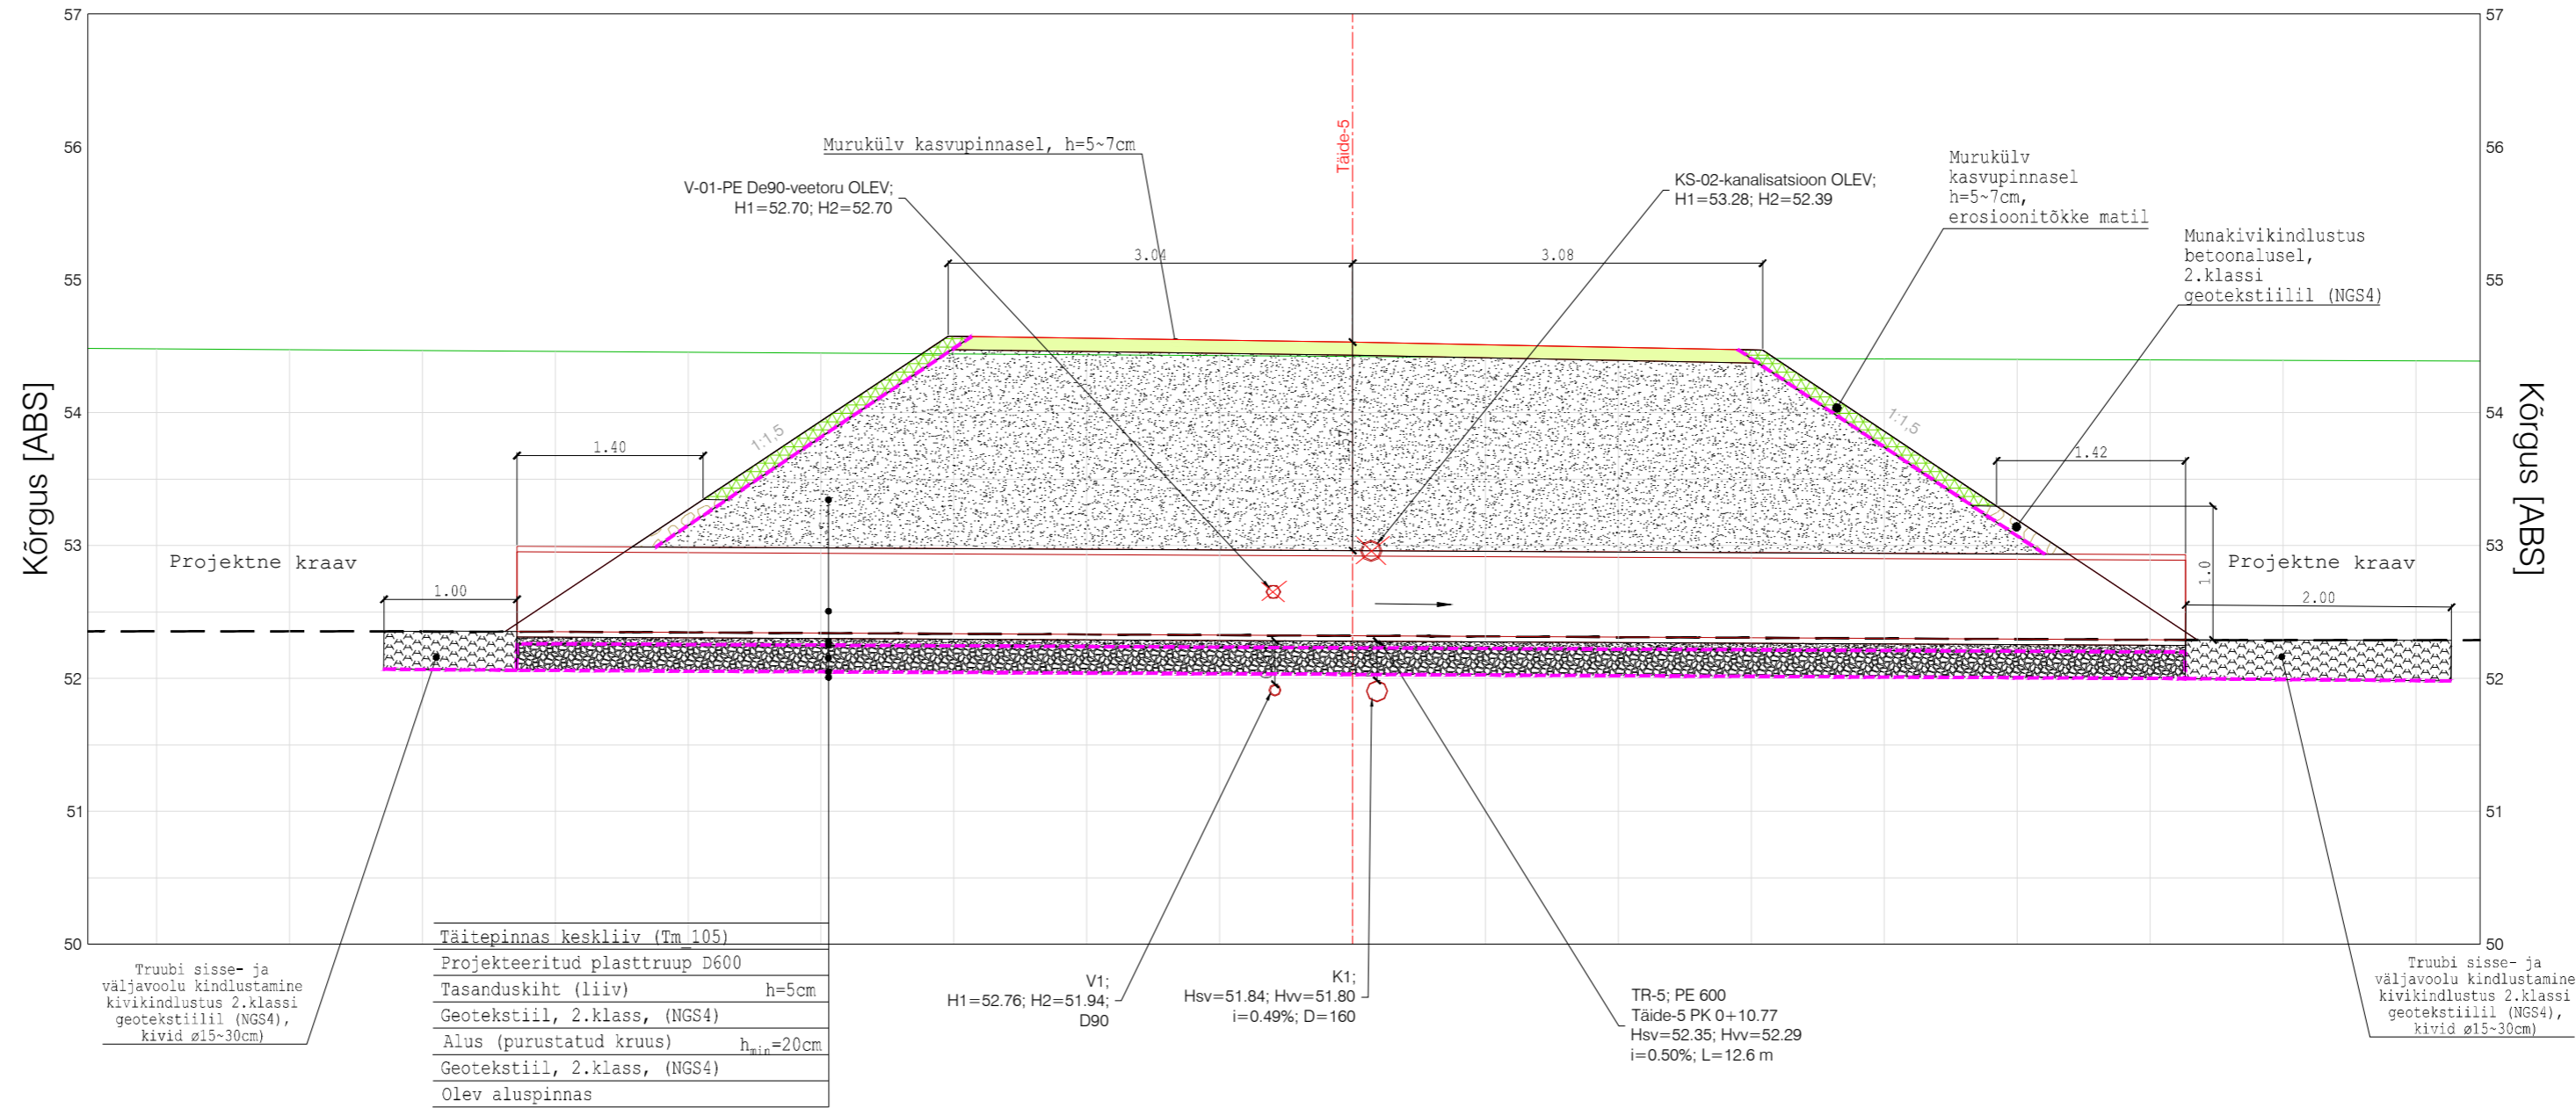 57
57
56
56
55
55
54
54
53
53
52
52
51
51
50
50
Kõrgus [ABS]
Kõrgus [ABS]
Täide-5
Murukülv kasvupinnasel, h=5~7cm
V-01-PE De90-veetoru OLEV;
H1=52.70; H2=52.70
KS-02-kanalisatsioon OLEV;
H1=53.28; H2=52.39
Murukülv
kasvupinnasel
h=5~7cm,
erosioonitõkke matil
Munakivikindlustus
betoonalusel,
2.klassi
geotekstiilil (NGS4)
3.04
3.08
1:1,5
1:1,5
1.40
1.42
1.0
Projektne kraav
Projektne kraav
1.00
2.00
Truubi sisse- ja
väljavoolu kindlustamine
kivikindlustus 2.klassi
geotekstiilil (NGS4),
kivid ø15~30cm)
Täitepinnas keskliiv (Tm_105)
Projekteeritud plasttruup D600
Tasanduskiht (liiv) h=5cm
Geotekstiil, 2.klass, (NGS4)
Alus (purustatud kruus) hmin=20cm
Geotekstiil, 2.klass, (NGS4)
Olev aluspinnas
V1;
H1=52.76; H2=51.94;
D90
K1;
Hsv=51.84; Hvv=51.80
i=0.49%; D=160
TR-5; PE 600
Täide-5 PK 0+10.77
Hsv=52.35; Hvv=52.29
i=0.50%; L=12.6 m
Truubi sisse- ja
väljavoolu kindlustamine
kivikindlustus 2.klassi
geotekstiilil (NGS4),
kivid ø15~30cm)